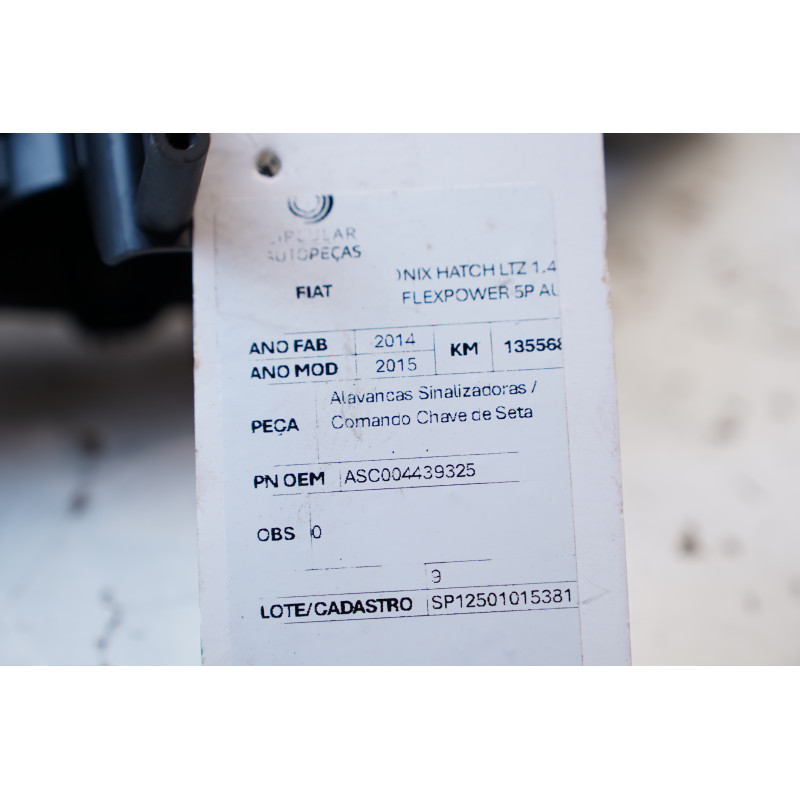 CIRCULAR
AUTOPEÇAS
FIAT
ONIX HATCH LTZ 1.4
FLEXPOWER 5P AU
ANO FAB 2014
ANO MOD 2015
KM 135568
PEÇA Alavancas Sinalizadoras /
Comando Chave de Seta
PN OEM ASC004439325
OBS 0
9
LOTE/CADASTRO SP12501015381